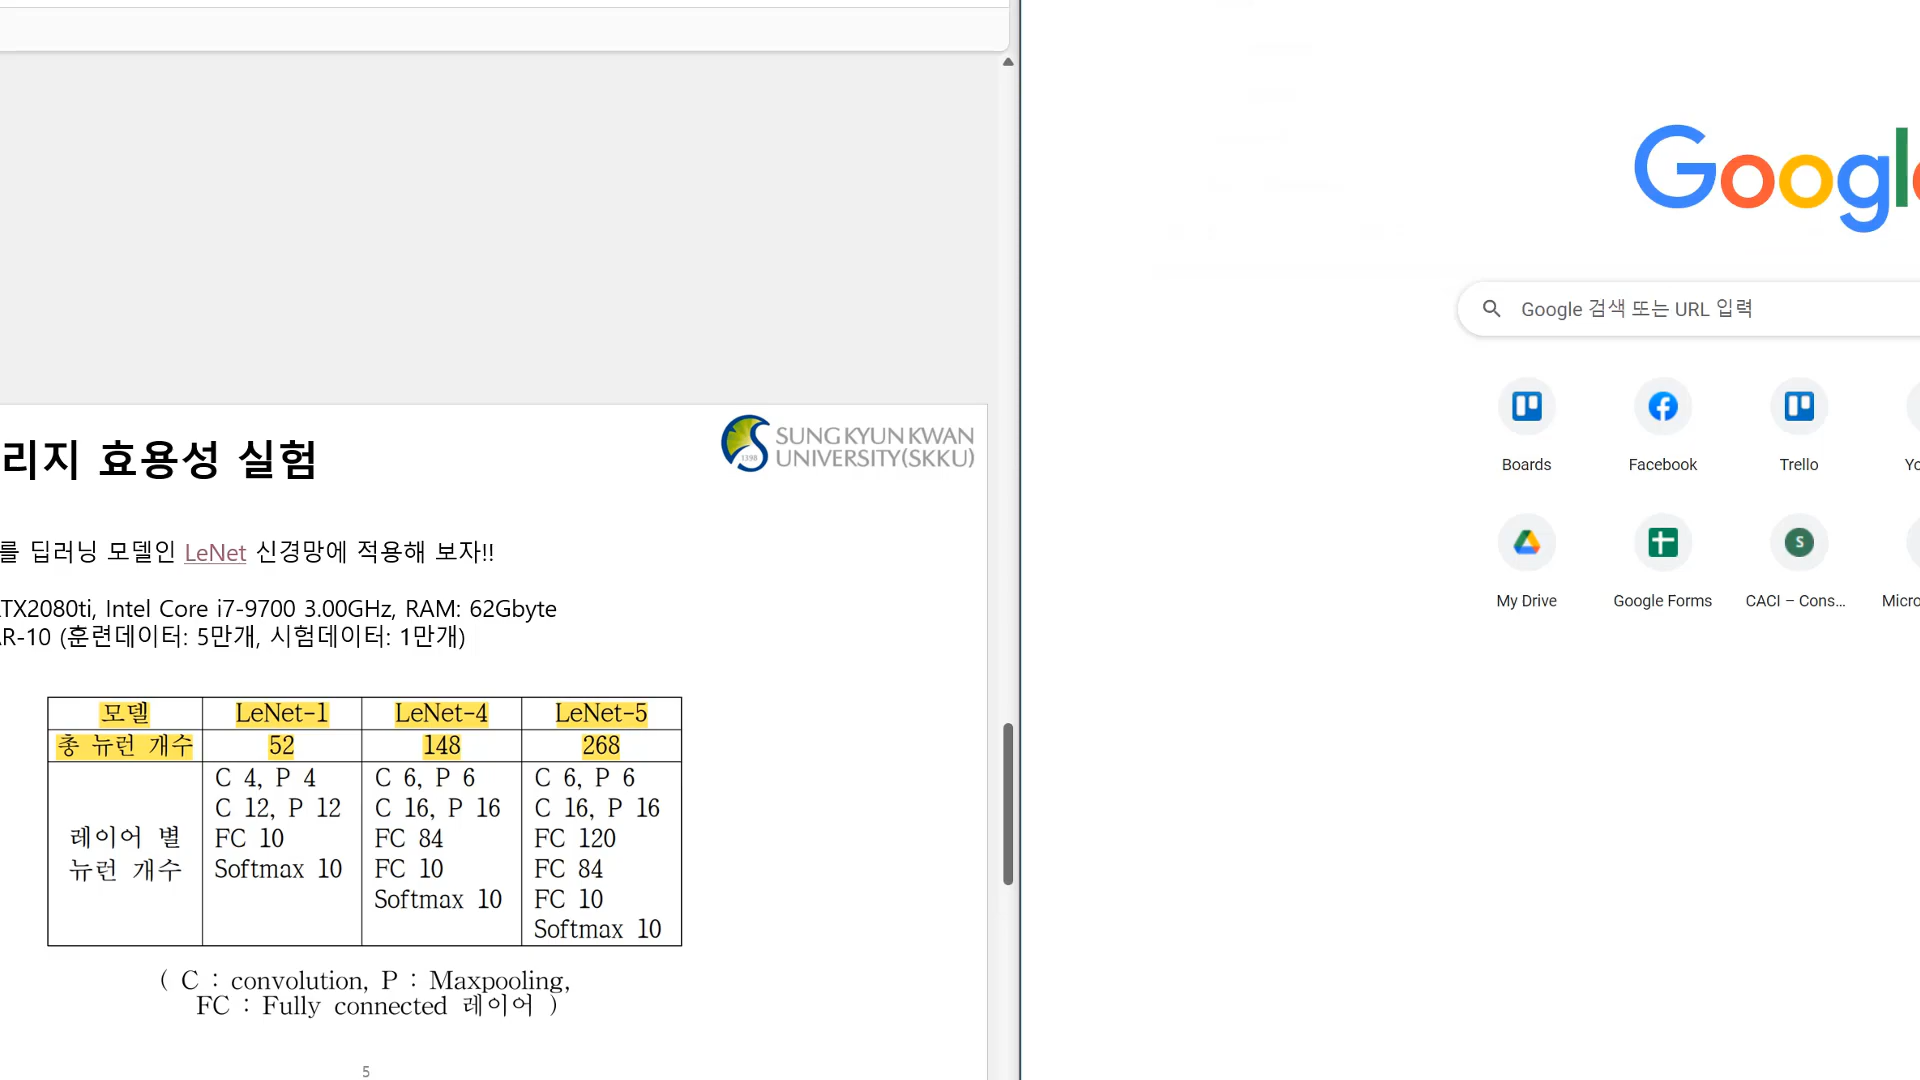 리지 효용성 실험
SUNG KYUN KWAN
UNIVERSITY(SKKU)
1398
를 딥러닝 모델인 LeNet 신경망에 적용해 보자!!
TX2080ti, Intel Core i7-9700 3.00GHz, RAM: 62Gbyte
R-10 (훈련데이터: 5만개, 시험데이터: 1만개)
모델 LeNet-1 LeNet-4 LeNet-5
총 뉴런 개수 52 148 268
레이어 별
뉴런 개수
C 4, P 4
C 12, P 12
FC 10
Softmax 10
C 6, P 6
C 16, P 16
FC 84
FC 10
Softmax 10
C 6, P 6
C 16, P 16
FC 120
FC 84
FC 10
Softmax 10
( C : convolution, P : Maxpooling,
FC : Fully connected 레이어 )
5
Google
Google 검색 또는 URL 입력
Boards
Facebook
Trello
Yo
My Drive
Google Forms
S
CACI – Cons...
Micro